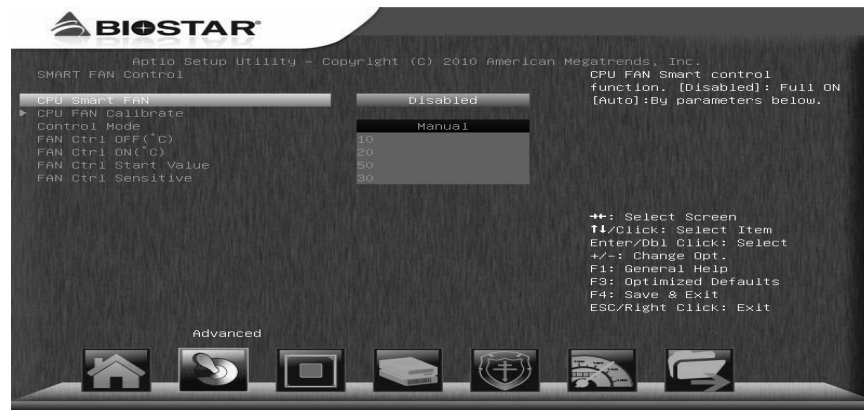 BIOSTAR
Aptio Setup Utility – Copyright (C) 2010 American Megatrends, Inc.
SMART FAN Control
CPU Smart FAN Disabled
▶ CPU FAN Calibrate
Control Mode Manual
FAN Ctrl OFF(°C) 10
FAN Ctrl ON(°C) 20
FAN Ctrl Start Value 50
FAN Ctrl Sensitive 30
CPU FAN Smart control
function. [Disabled]: Full ON
[Auto]:By parameters below.
→←: Select Screen
↑↓/Click: Select Item
Enter/Dbl Click: Select
+/-: Change Opt.
F1: General Help
F3: Optimized Defaults
F4: Save & Exit
ESC/Right Click: Exit
Advanced